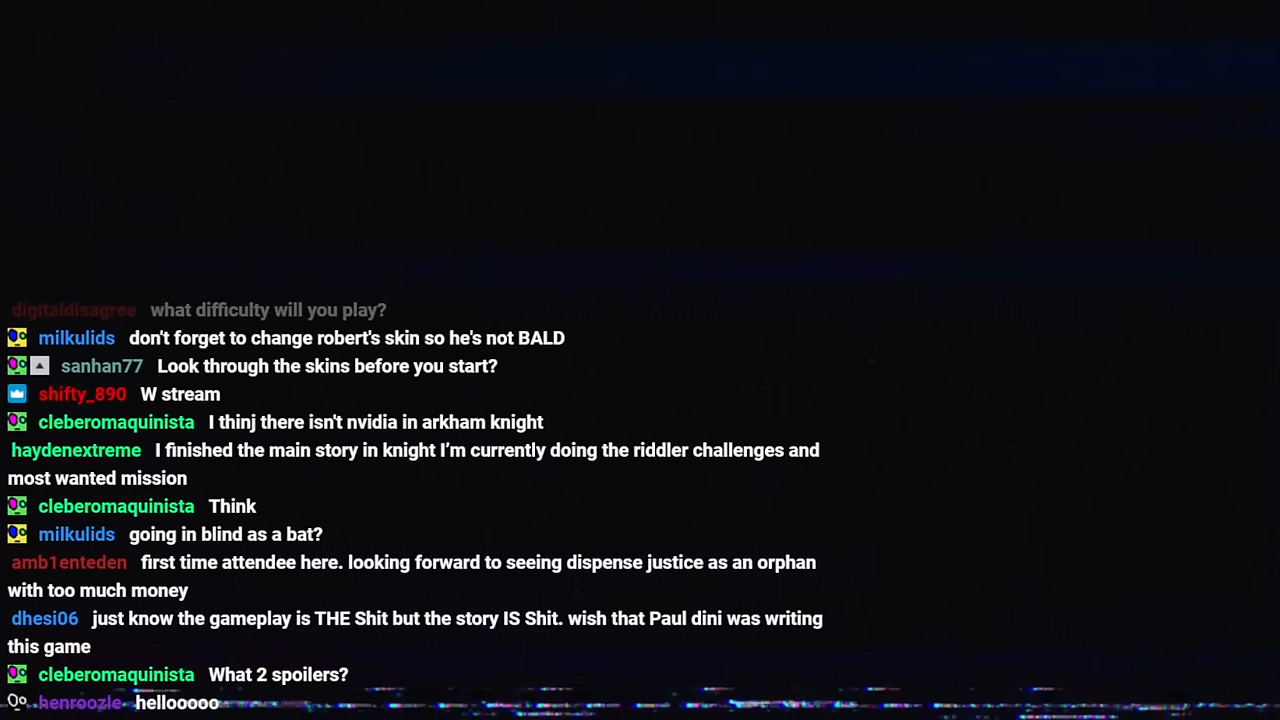 digitaldisagree what difficulty will you play?
milkulids don't forget to change robert's skin so he's not BALD
sanhan77 Look through the skins before you start?
shifty_890 W stream
cleberomaquinista I thinj there isn't nvidia in arkham knight
haydenextreme I finished the main story in knight I’m currently doing the riddler challenges and
most wanted mission
cleberomaquinista Think
milkulids going in blind as a bat?
amb1enteden first time attendee here. looking forward to seeing dispense justice as an orphan
with too much money
dhesi06 just know the gameplay is THE Shit but the story IS Shit. wish that Paul dini was writing
this game
cleberomaquinista What 2 spoilers?
henroozle hellooooo